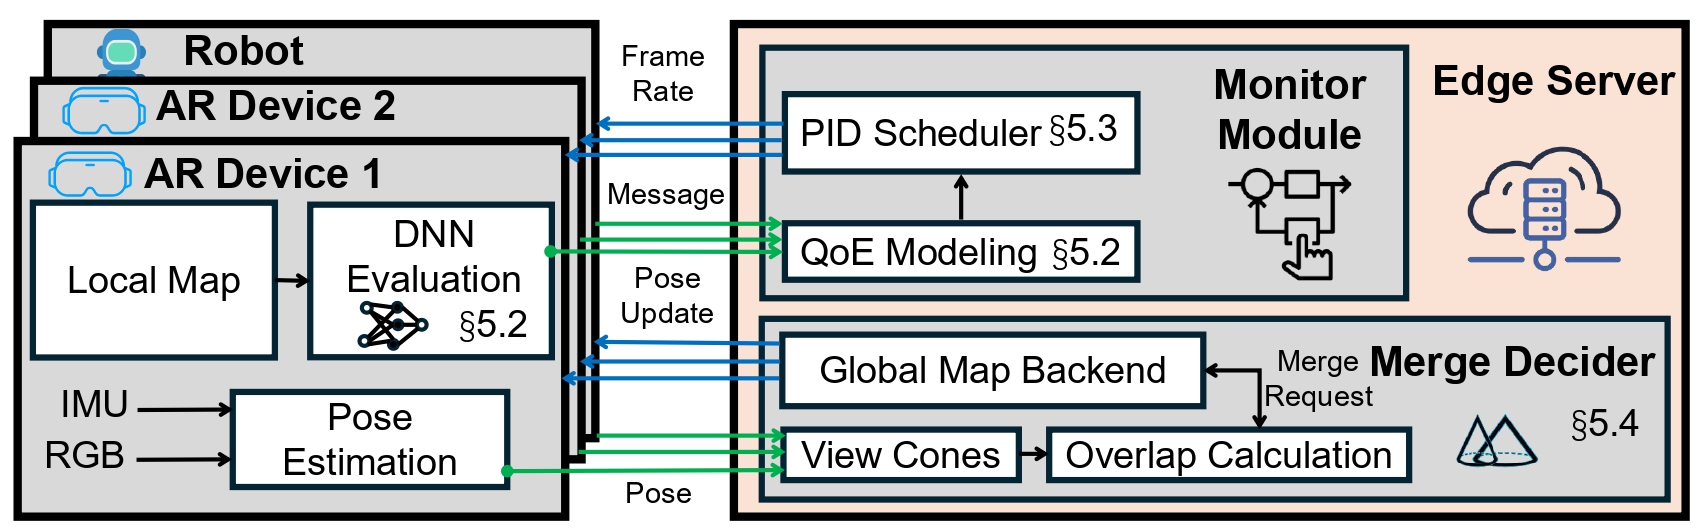 Robot
AR Device 2
AR Device 1
Local Map
DNN
Evaluation
§5.2
IMU
RGB
Pose
Estimation
Frame
Rate
Message
Pose
Update
Pose
Edge Server
Monitor
Module
PID Scheduler §5.3
QoE Modeling §5.2
Merge Decider
§5.4
Global Map Backend
Merge
Request
View Cones
Overlap Calculation